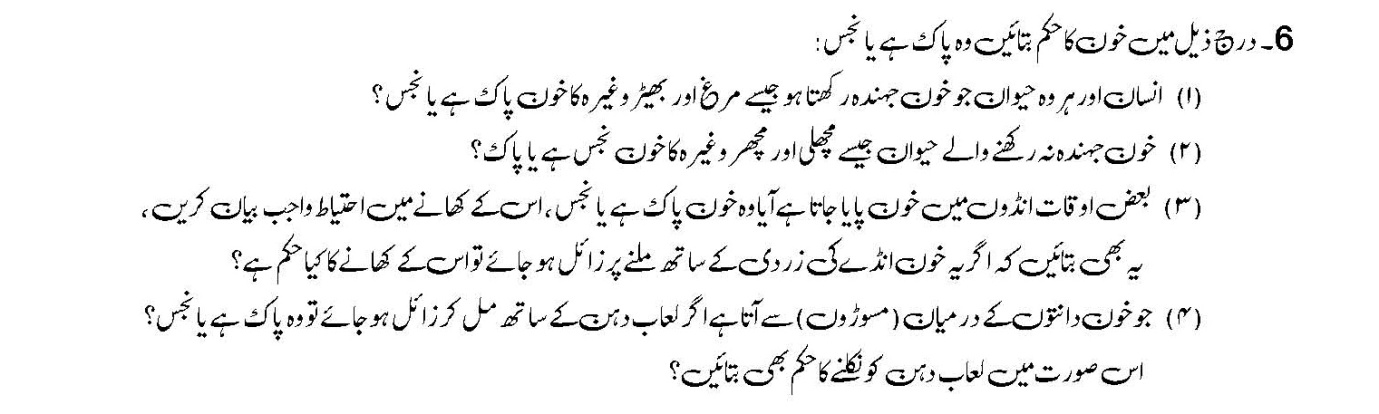 6۔ درج ذیل میں خون کا حکم بتائیں وہ پاک ہے یا نجس:
(۱) انسان اور ہر وہ حیوان جو خون جہندہ رکھتا ہو جیسے مرغ اور بھیڑ وغیرہ کا خون پاک ہے یا نجس؟
(۲) خون جہندہ نہ رکھنے والے حیوان جیسے مچھلی اور مچھر وغیرہ کا خون نجس ہے یا پاک؟
(۳) بعض اوقات انڈوں میں خون پایا جاتا ہے آیا وہ خون پاک ہے یا نجس، اس کے کھانے میں احتیاط واجب بیان کریں،
یہ بھی بتائیں کہ اگر یہ خون انڈے کی زردی کے ساتھ ملنے پر زائل ہو جائے تو اس کے کھانے کا کیا حکم ہے؟
(۴) جو خون دانتوں کے درمیان (مسوڑوں) سے آتا ہے اگر لعاب دہن کے ساتھ مل کر زائل ہو جائے تو وہ پاک ہے یا نجس؟
اس صورت میں لعاب دہن کو نگلنے کا حکم بھی بتائیں؟